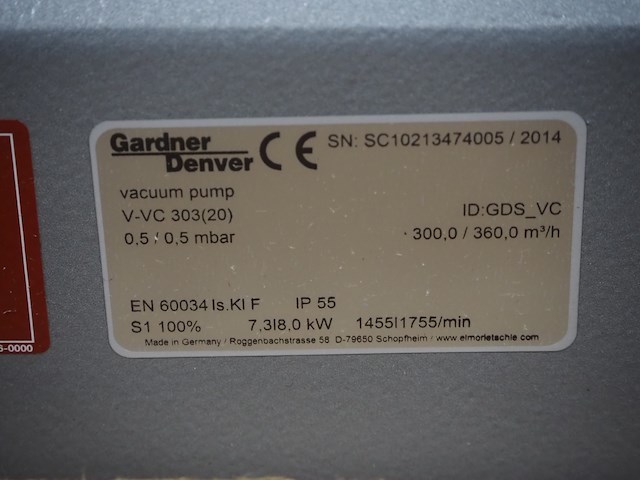 Gardner
Denver
CE
SN: SC10213474005 / 2014
vacuum pump
V-VC 303(20)
ID:GDS_VC
0,5 / 0,5 mbar
300,0 / 360,0 m³/h
EN 60034 Is.Kl F IP 55
S1 100% 7,3|8,0 kW 1455|1755/min
Made in Germany / Roggenbachstrasse 58 D-79650 Schopfheim / www.elmorietschle.com
-0000